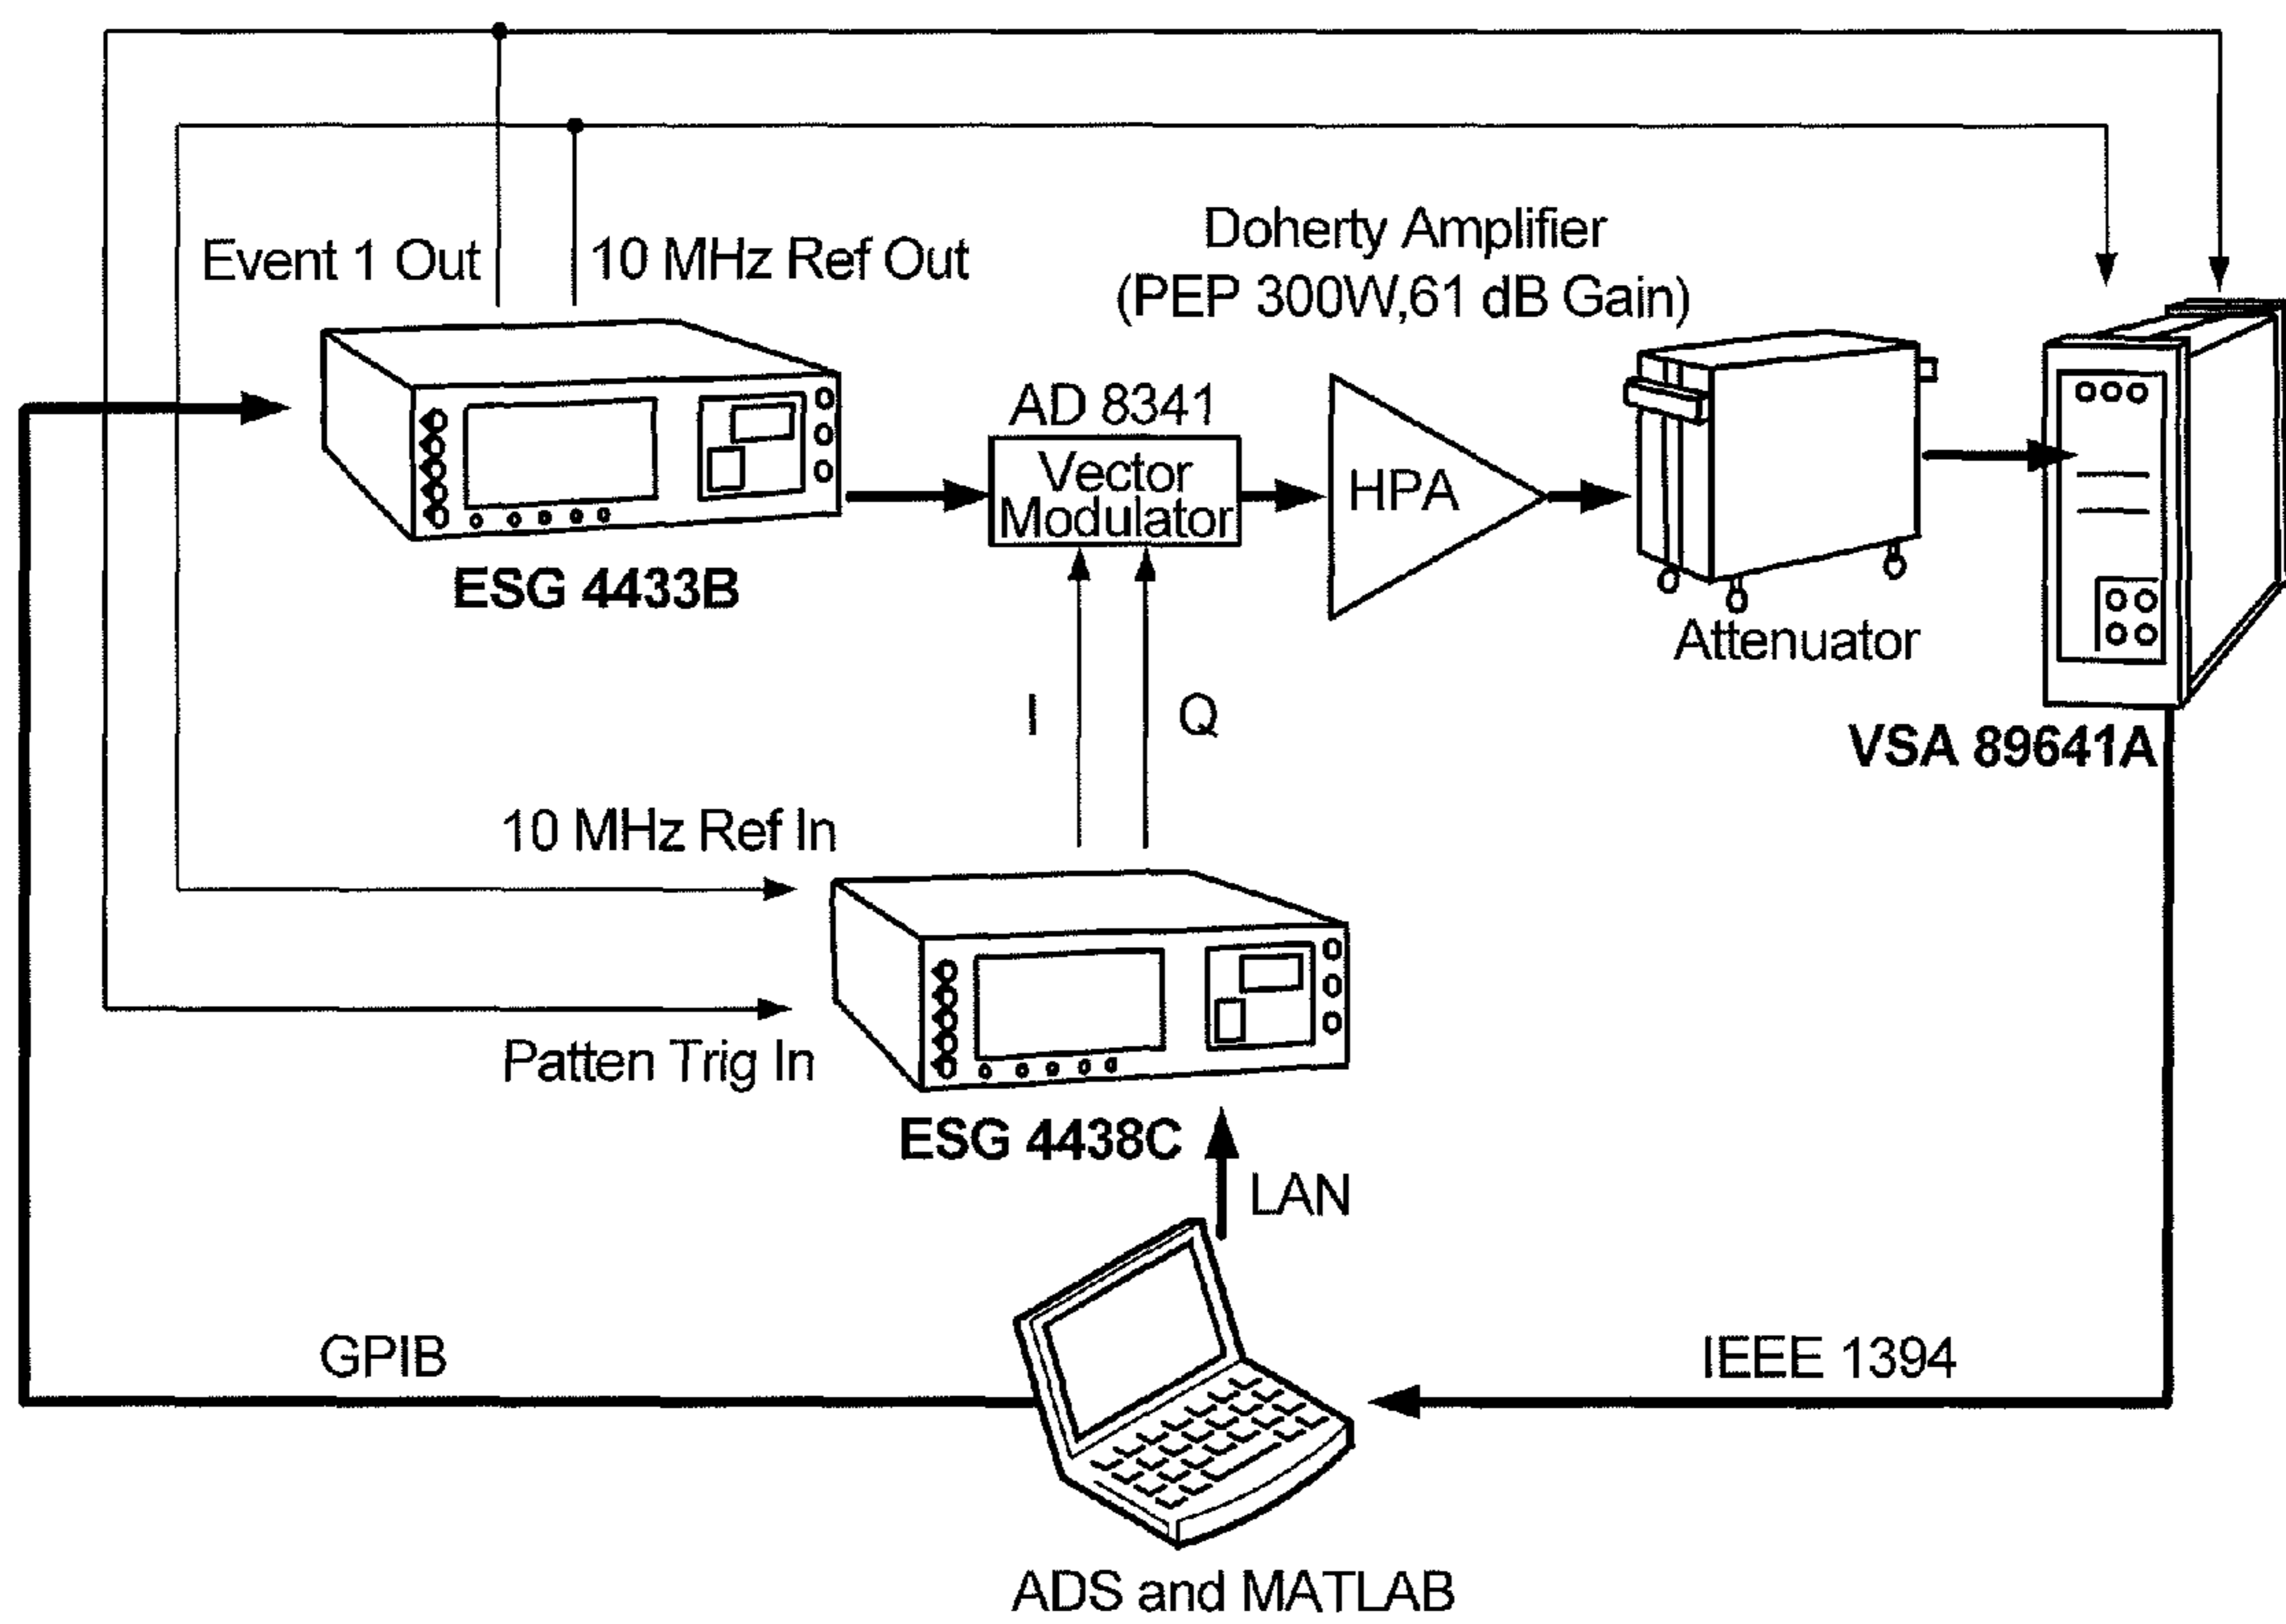 Event 1 Out
10 MHz Ref Out
Doherty Amplifier
(PEP 300W,61 dB Gain)
AD 8341
Vector
Modulator
HPA
ESG 4433B
Attenuator
I
Q
VSA 89641A
10 MHz Ref In
Patten Trig In
ESG 4438C
LAN
GPIB
IEEE 1394
ADS and MATLAB